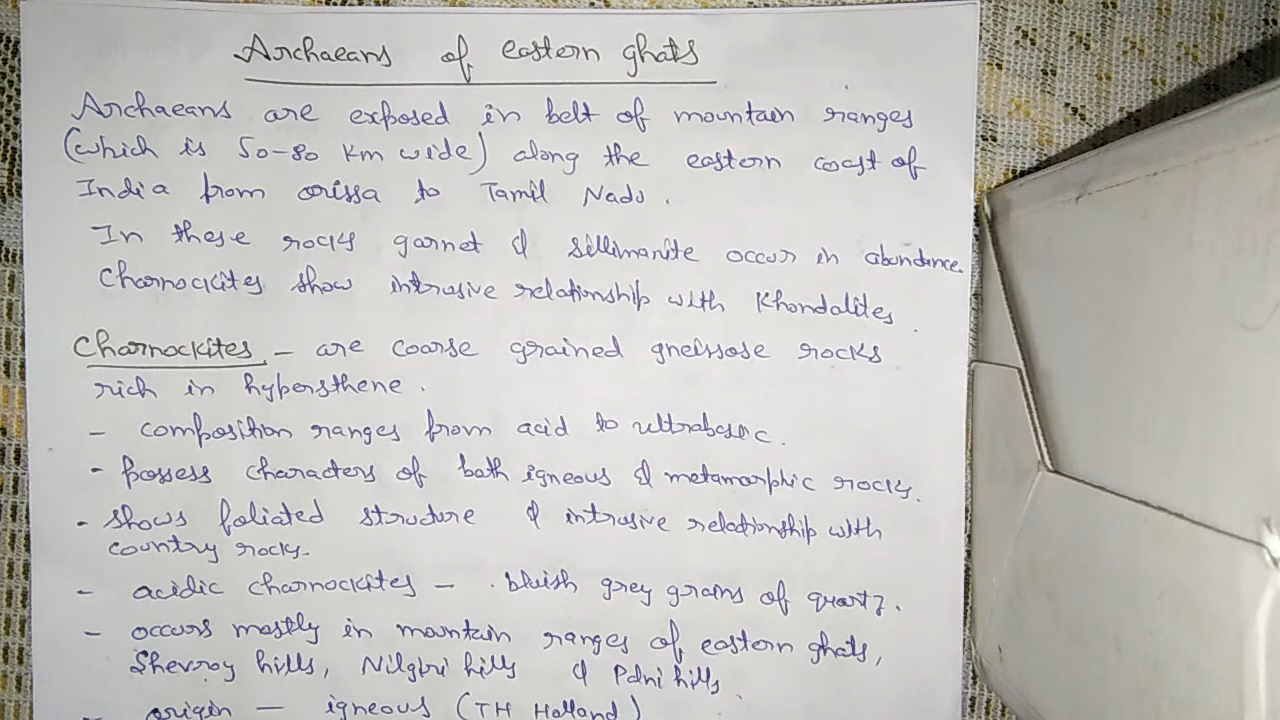 Archaeans of eastern ghats
Archaeans are exposed in belt of mountain ranges
(which is 50-80 Km wide) along the eastern coast of
India from orissa to Tamil Nadu.
In these rocks garnet & sillimanite occur in abundance.
Charnockites show intrusive relationship with Khondalites.
Charnockites - are coarse grained gneissose rocks
rich in hypersthene.
- composition ranges from acid to ultrabasic.
- possess characters of both igneous & metamorphic rocks.
- shows foliated structure & intrusive relationship with
country rocks.
- acidic charnockites - bluish grey grains of quartz.
- occurs mostly in mountain ranges of eastern ghats,
Shevroy hills, Nilgiri hills & Palni hills.
- origin - igneous (TH Holland)